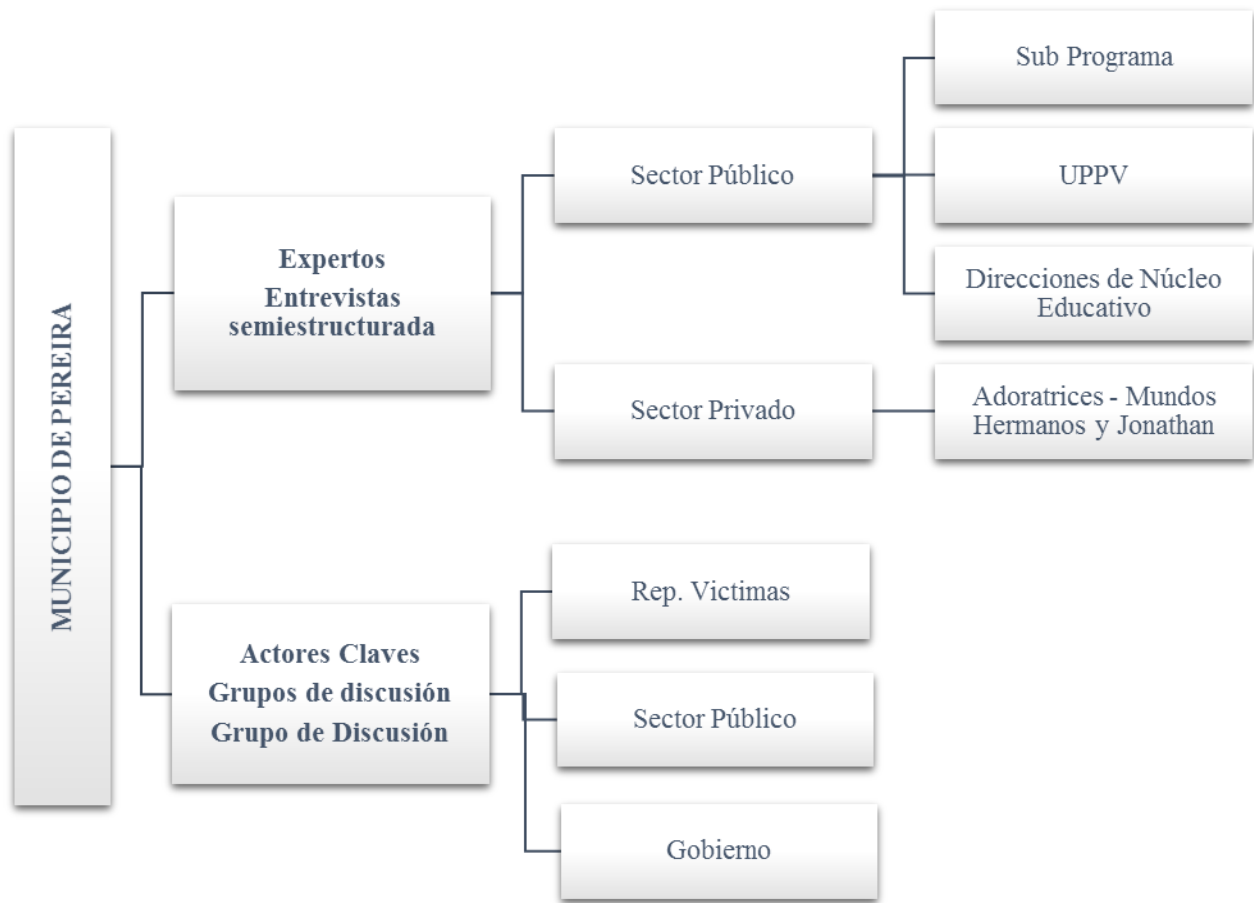 MUNICIPIO DE PEREIRA
Expertos
Entrevistas
semiestructurada
Sector Público
Sub Programa
UPPV
Direcciones de Núcleo
Educativo
Sector Privado
Adoratrices - Mundos
Hermanos y Jonathan
Actores Claves
Grupos de discusión
Grupo de Discusión
Rep. Victimas
Sector Público
Gobierno